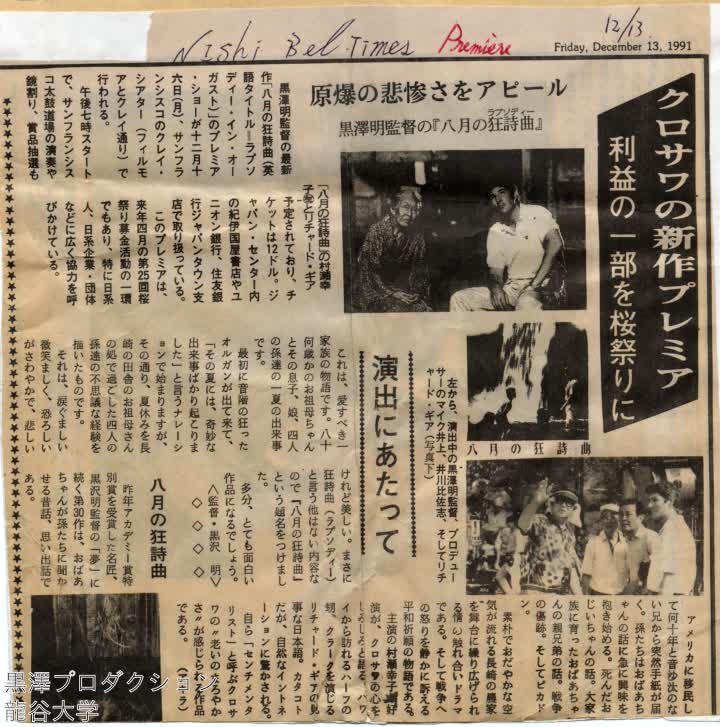 Nishi Bei Times Premiere
12/13
Friday, December 13, 1991
クロサワの新作プレミア
利益の一部を桜祭りに
原爆の悲惨さをアピール
黒澤明監督の『八月の狂詩曲』
ラプソディー
黒澤明監督の最新
作「八月の狂詩曲(英
語タイトル=ラプソ
ディー・イン・オー
ガスト)」のプレミア
・ショーが十二月十
六日(月)、サンフラ
ンシスコのクレイ・
シアター(フィルモ
アとクレイ通り)で
行われる。
午後七時スタート
で、サンフランシス
コ太鼓道場の演奏や
鏡割り、賞品抽選も
「八月の狂詩曲」の村瀬幸
子㊧とリチャード・ギア
予定されており、チ
ケットは12ドル。ジ
ャパン・センター内
の紀伊国屋書店やユ
ニオン銀行、住友銀
行ジャパンタウン支
店で取り扱っている。
このプレミアは、
来年四月の第25回桜
祭り募金活動の一環
でもあり、特に日系
人、日系企業・団体
などに広く協力を呼
びかけている。
八月の狂詩曲
左から、演出中の黒澤明監督、プロデュー
サーのマイク井上、井川比佐志、そしてリチ
ャード・ギア(写真下)
演出にあたって
これは、愛すべき一
家族の物語です。八十
何歳かのお祖母ちゃん
とその息子、娘、四人
の孫達の一夏の出来事
です。
最初に音階の狂った
オルガンが出て来て、
「その夏には、奇妙な
出来事ばかり起こりま
した」と言うナレーシ
ョンで始まりますが、
その通り、夏休みを長
崎の田舎のお祖母さん
の処で過ごした四人の
孫達の不思議な経験を
描いたものです。
それは、涙ぐましい
微笑ましく、恐ろしい
がさわやかで、悲しい
けれど美しい。まさに
狂詩曲(ラプソディー)
と言う他はない内容な
ので「八月の狂詩曲」
という題名をつけまし
た。
多分、とても面白い
作品になるでしょう。
<監督・黒沢 明>
◇ ◇ ◇ ◇
八月の狂詩曲
昨年アカデミー賞特
別賞を受賞した名匠、
黒沢明監督の「夢」に
続く第30作は、おばあ
ちゃんが孫たちに聞か
せる昔話、思い出話で
ある。
アメリカに移民し
て何十年と音沙汰のな
い兄から突然手紙が届
く。孫たちはおばあち
ゃんの話に急に興味を
抱き始める。死んだお
じいちゃんの話。大家
族に育ったおばあちゃ
んの親兄弟の話。戦争
の傷跡。そしてピカド
素朴でおだやかな空
気が流れる長崎の農家
を舞台に繰り広げられ
る情の触れ合いドラマ
である。そして戦争へ
の怒りを静かに訴える
平和祈願の物語である。
主演の村瀬幸子
演が、クロサワの心を
イから訪れるハーフの
甥、クラークを演じる
リチャード・ギアの見
事な日本語。カタコト
だが、自然なイントネ
ーションに驚かされる。
自ら「センチメンタ
リスト」と呼ぶクロサ
ワの〝老いのまろやか
さ〟が感じられる作品
である。
黒澤プロダクション
龍谷大学